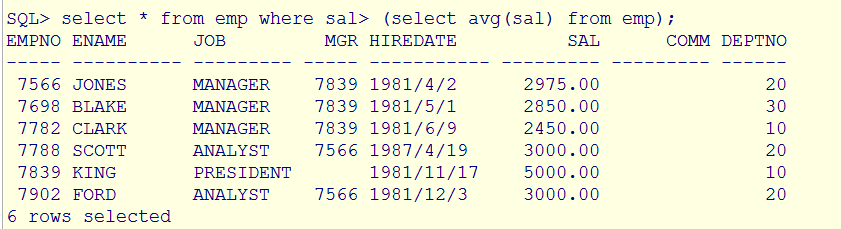 SQL> select * from emp where sal> (select avg(sal) from emp);
EMPNO ENAME      JOB         MGR HIREDATE          SAL      COMM DEPTNO
----- ---------- --------- ----- ----------- --------- --------- ------
 7566 JONES      MANAGER    7839 1981/4/2      2975.00               20
 7698 BLAKE      MANAGER    7839 1981/5/1      2850.00               30
 7782 CLARK      MANAGER    7839 1981/6/9      2450.00               10
 7788 SCOTT      ANALYST    7566 1987/4/19     3000.00               20
 7839 KING       PRESIDENT       1981/11/17    5000.00               10
 7902 FORD       ANALYST    7566 1981/12/3     3000.00               20
6 rows selected